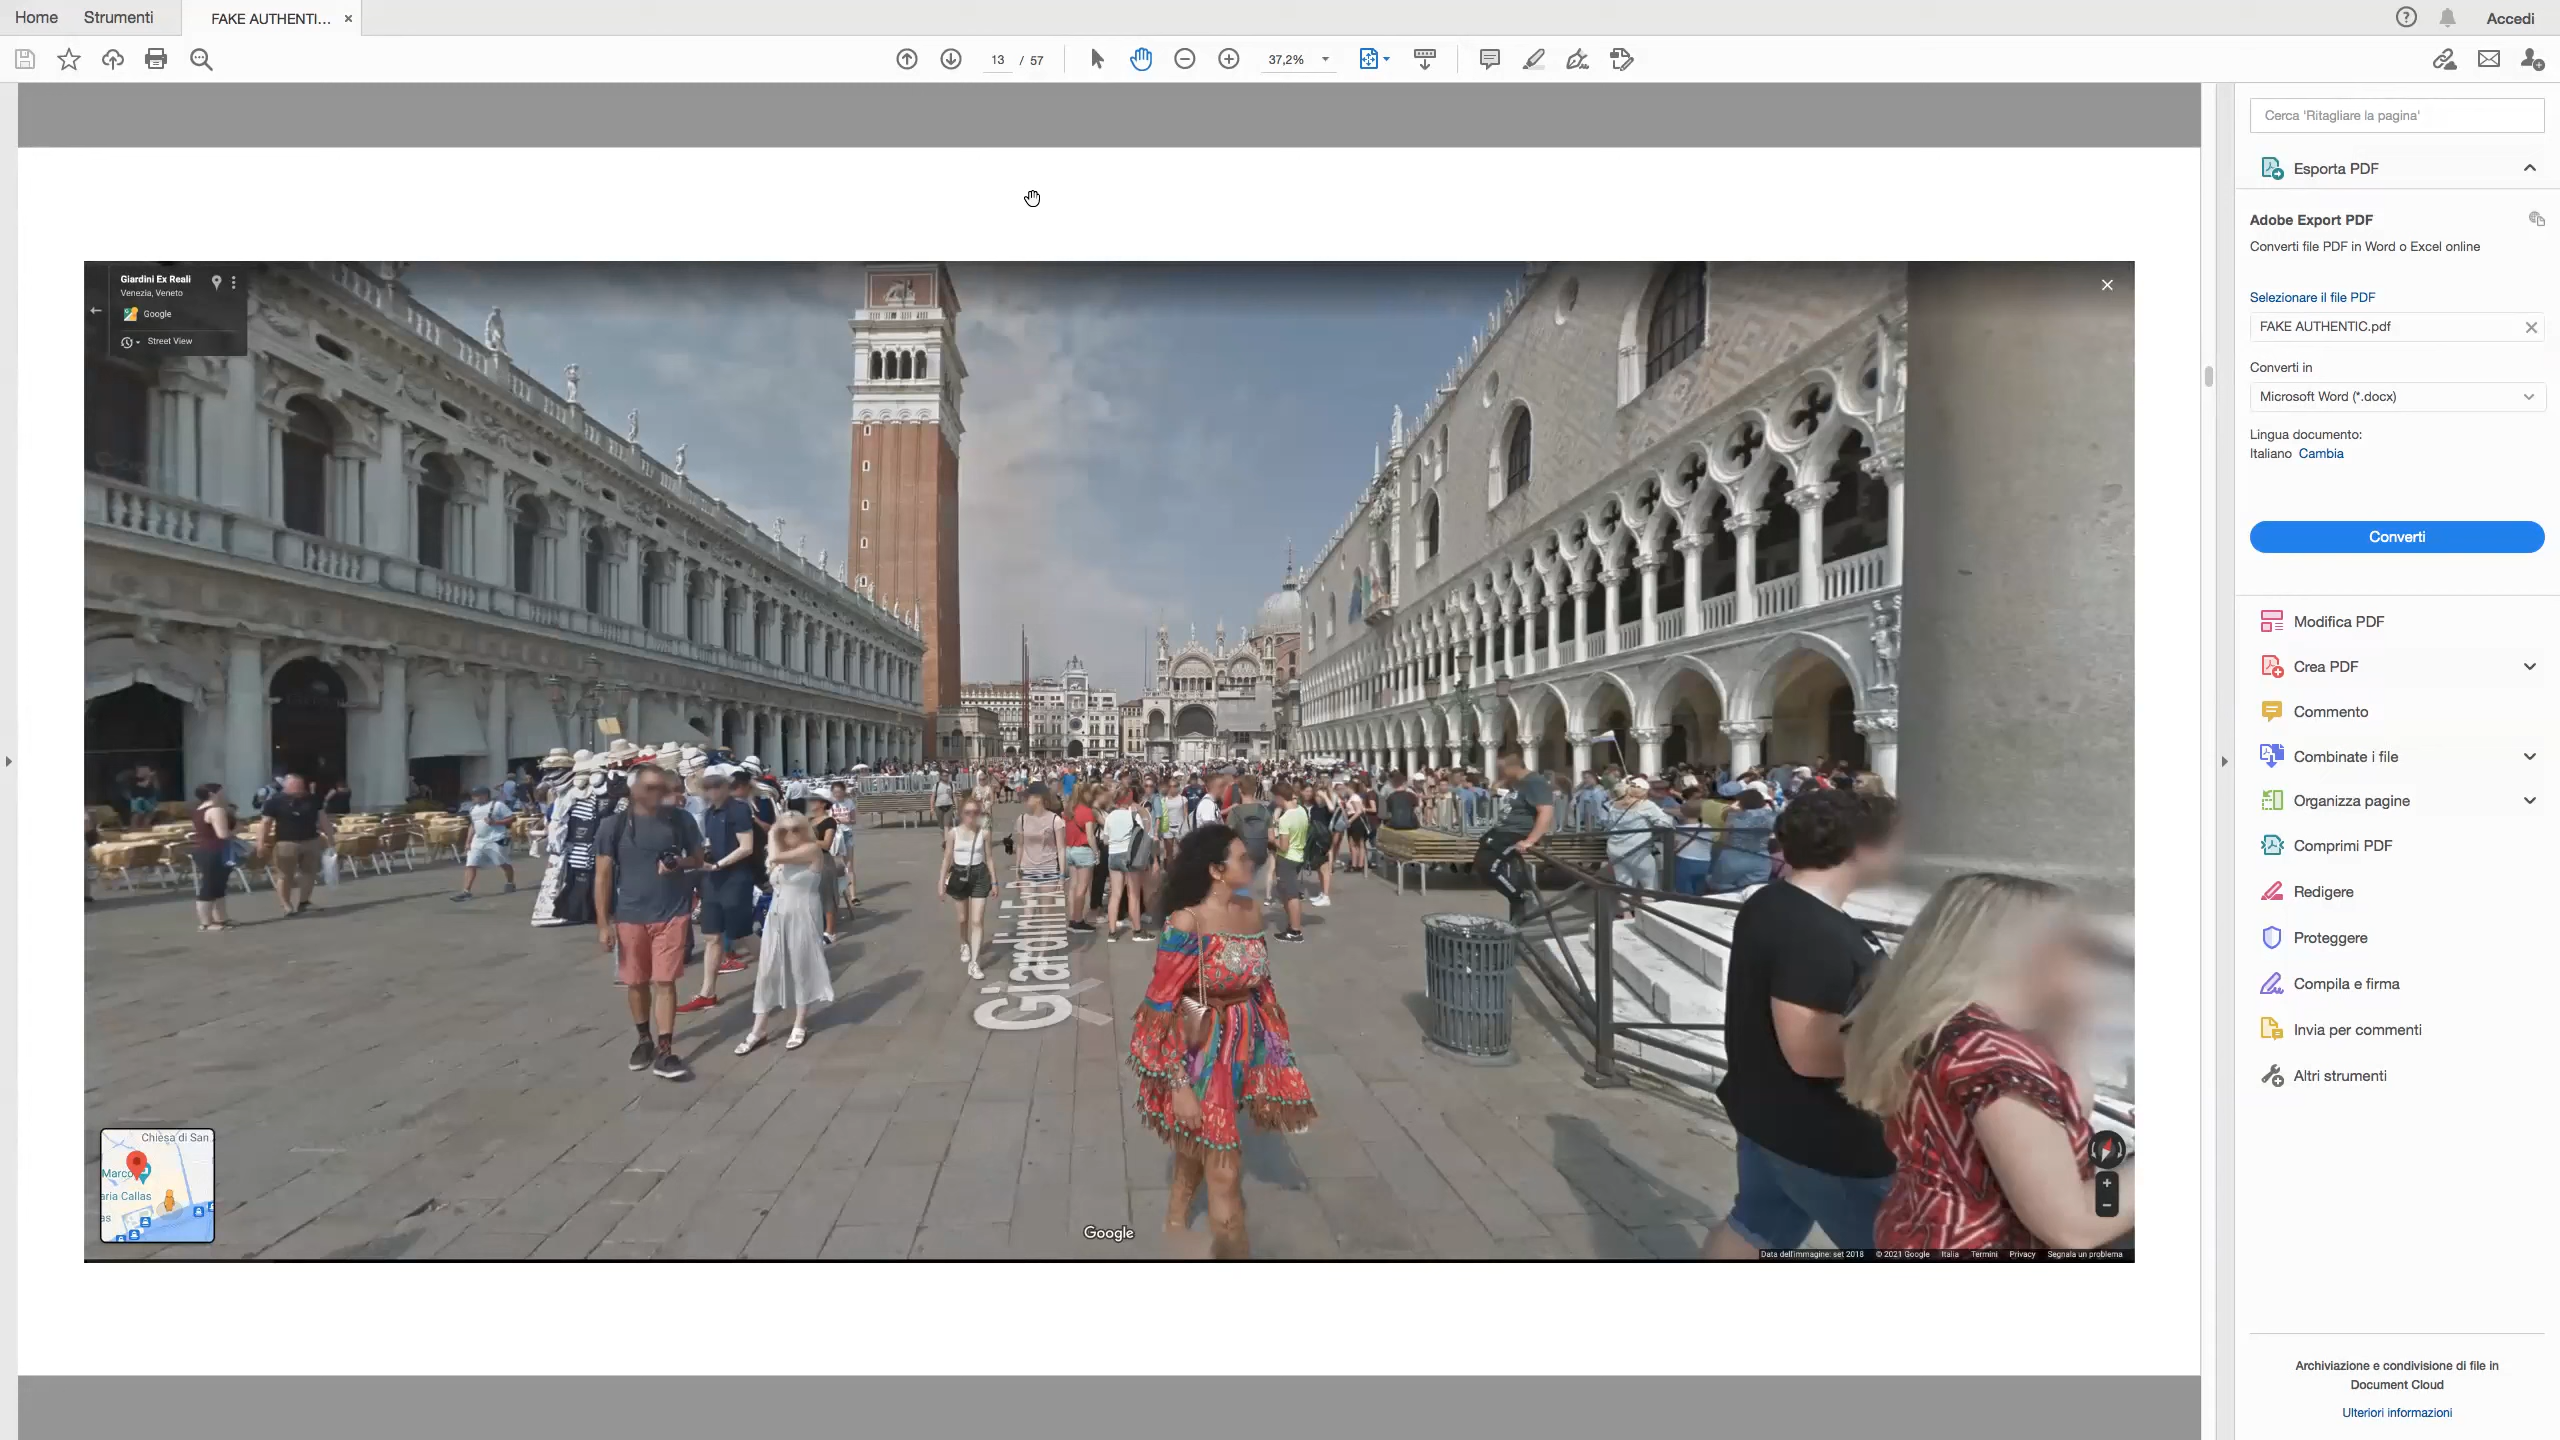 Home Strumenti FAKE AUTHENTI... ×
Accedi
13 / 57
37,2%
Cerca 'Ritagliare la pagina'
Esporta PDF
Adobe Export PDF
Converti file PDF in Word o Excel online
Selezionare il file PDF
FAKE AUTHENTIC.pdf
Converti in
Microsoft Word (*.docx)
Lingua documento:
Italiano Cambia
Converti
Modifica PDF
Crea PDF
Commento
Combinate i file
Organizza pagine
Comprimi PDF
Redigere
Proteggere
Compila e firma
Invia per commenti
Altri strumenti
Archiviazione e condivisione di file in
Document Cloud
Ulteriori informazioni
Giardini Ex Reali
Venezia, Veneto
Google
Street View
Giardini Ex Reali
Chiesa di San
Marco
aria Callas
as
Google
Data dell'immagine: set 2018 © 2021 Google Italia Termini Privacy Segnala un problema